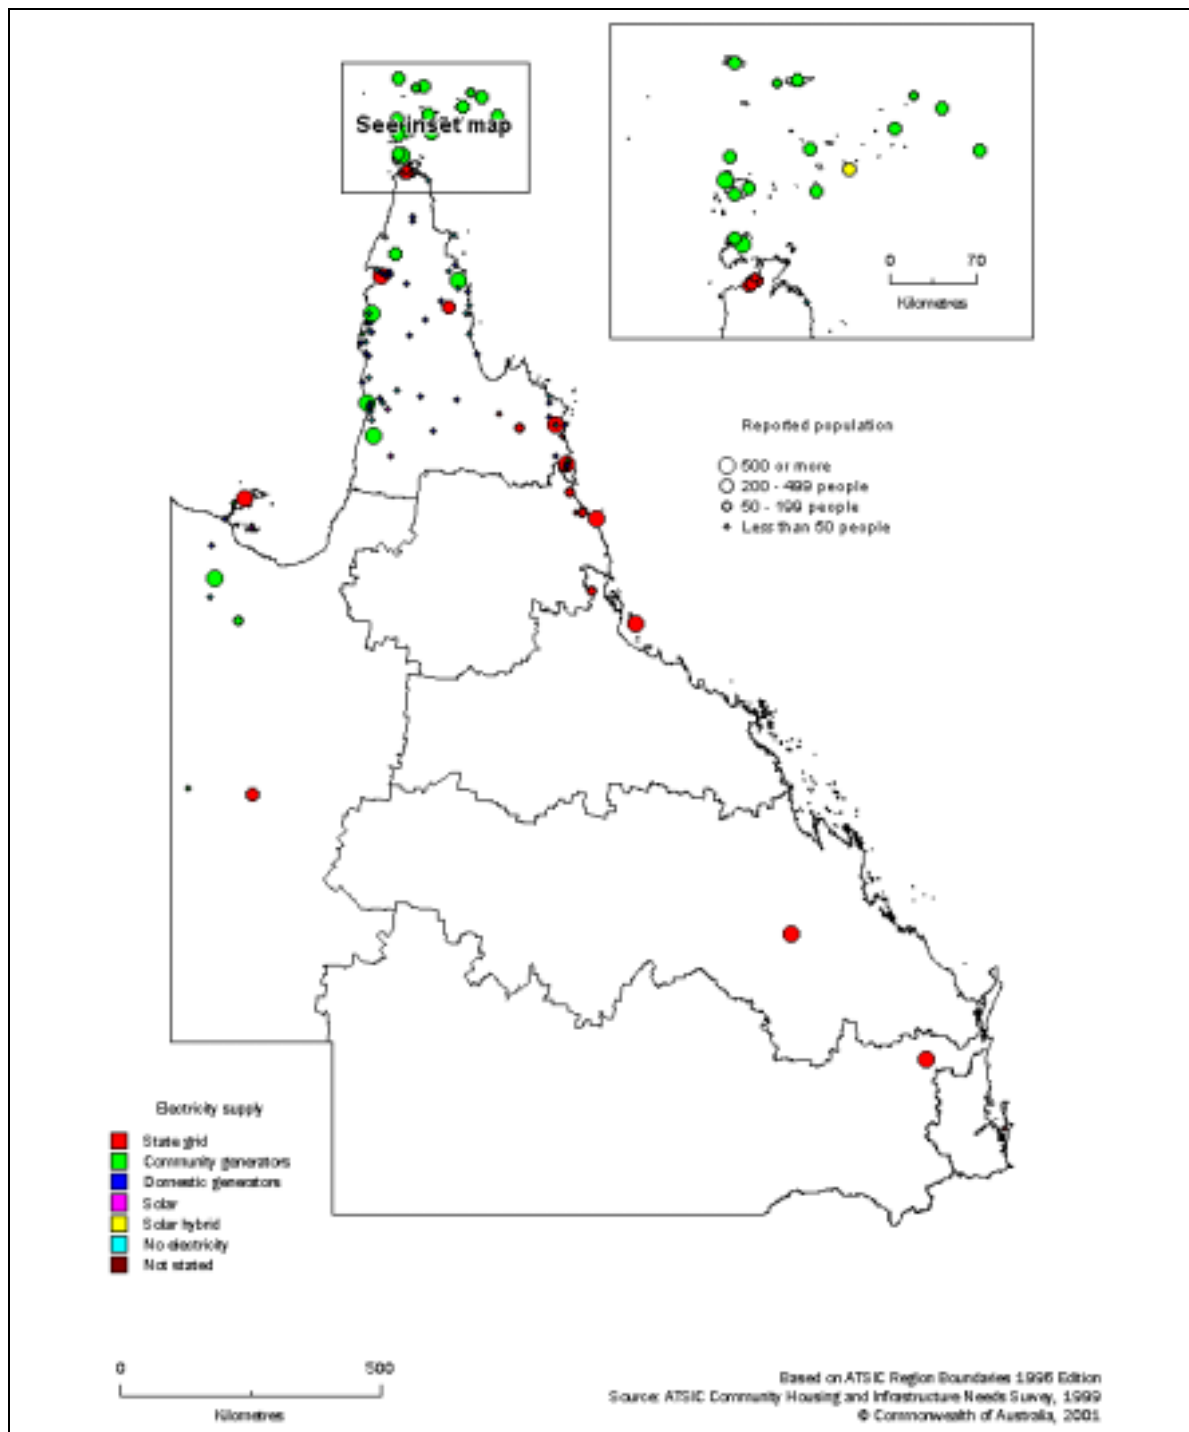 See inset map
0 70
Kilometres
Reported population
500 or more
200 - 499 people
50 - 199 people
Less than 50 people
Electricity supply
State grid
Community generators
Domestic generators
Solar
Solar hybrid
No electricity
Not stated
0 500
Kilometres
Based on ATSIC Region Boundaries 1996 Edition
Source: ATSIC Community Housing and Infrastructure Needs Survey, 1999
© Commonwealth of Australia, 2001